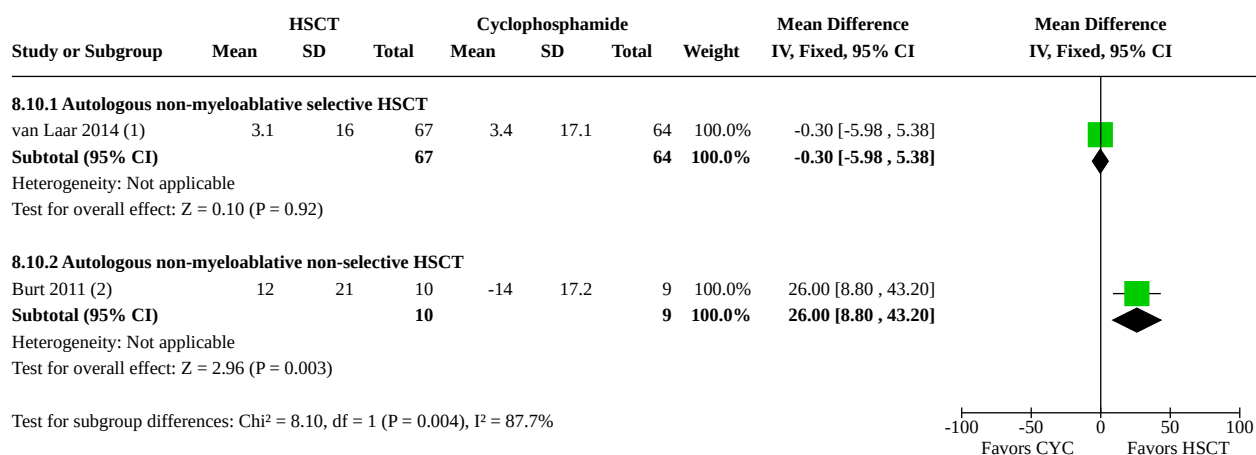 HSCT Cyclophosphamide Mean Difference Mean Difference
Study or Subgroup Mean SD Total Mean SD Total Weight IV, Fixed, 95% CI IV, Fixed, 95% CI
8.10.1 Autologous non-myeloablative selective HSCT
van Laar 2014 (1) 3.1 16 67 3.4 17.1 64 100.0% -0.30 [-5.98 , 5.38]
Subtotal (95% CI) 67 64 100.0% -0.30 [-5.98 , 5.38]
Heterogeneity: Not applicable
Test for overall effect: Z = 0.10 (P = 0.92)
8.10.2 Autologous non-myeloablative non-selective HSCT
Burt 2011 (2) 12 21 10 -14 17.2 9 100.0% 26.00 [8.80 , 43.20]
Subtotal (95% CI) 10 9 100.0% 26.00 [8.80 , 43.20]
Heterogeneity: Not applicable
Test for overall effect: Z = 2.96 (P = 0.003)
Test for subgroup differences: Chi² = 8.10, df = 1 (P = 0.004), I² = 87.7%
-100 -50 0 50 100
Favors CYC Favors HSCT